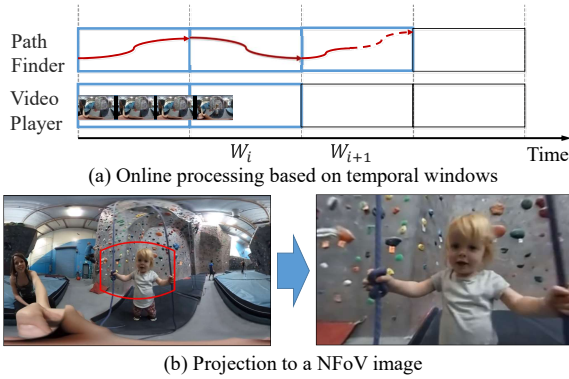 Path
Finder
Video
Player
W_i
W_{i+1}
Time
(a) Online processing based on temporal windows
(b) Projection to a NFoV image